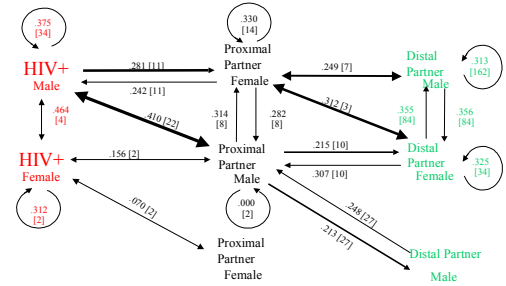 .375
[34]
HIV+
Male
.281 [11]
.242 [11]
.330
[14]
Proximal
Partner
Female
.249 [7]
Distal
Partner
Male
.313
[162]
.464
[4]
.410 [22]
.314
[8]
.282
[8]
.312 [3]
.355
[84]
.356
[84]
HIV+
Female
.156 [2]
Proximal
Partner
Male
.215 [10]
.307 [10]
Distal
Partner
Female
.325
[34]
.312
[2]
.070 [2]
.000
[2]
.248 [27]
.213 [27]
Proximal
Partner
Female
Distal Partner
Male